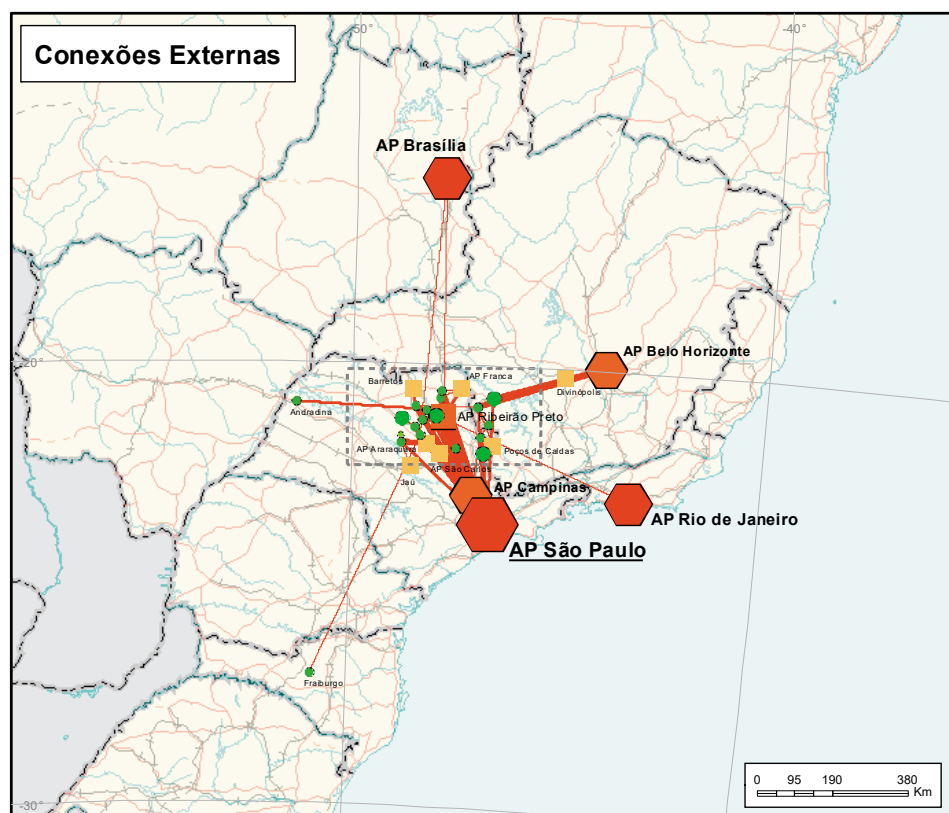 -50°
-40°
Conexões Externas
AP Brasília
AP Belo Horizonte
-20°
AP Franca
Barretos
Divinópolis
Andradina
AP Ribeirão Preto
AP Araraquara
Poços de Caldas
AP São Carlos
Jaú
AP Campinas
AP Rio de Janeiro
AP São Paulo
Fraiburgo
0 95 190 380
Km
-30°